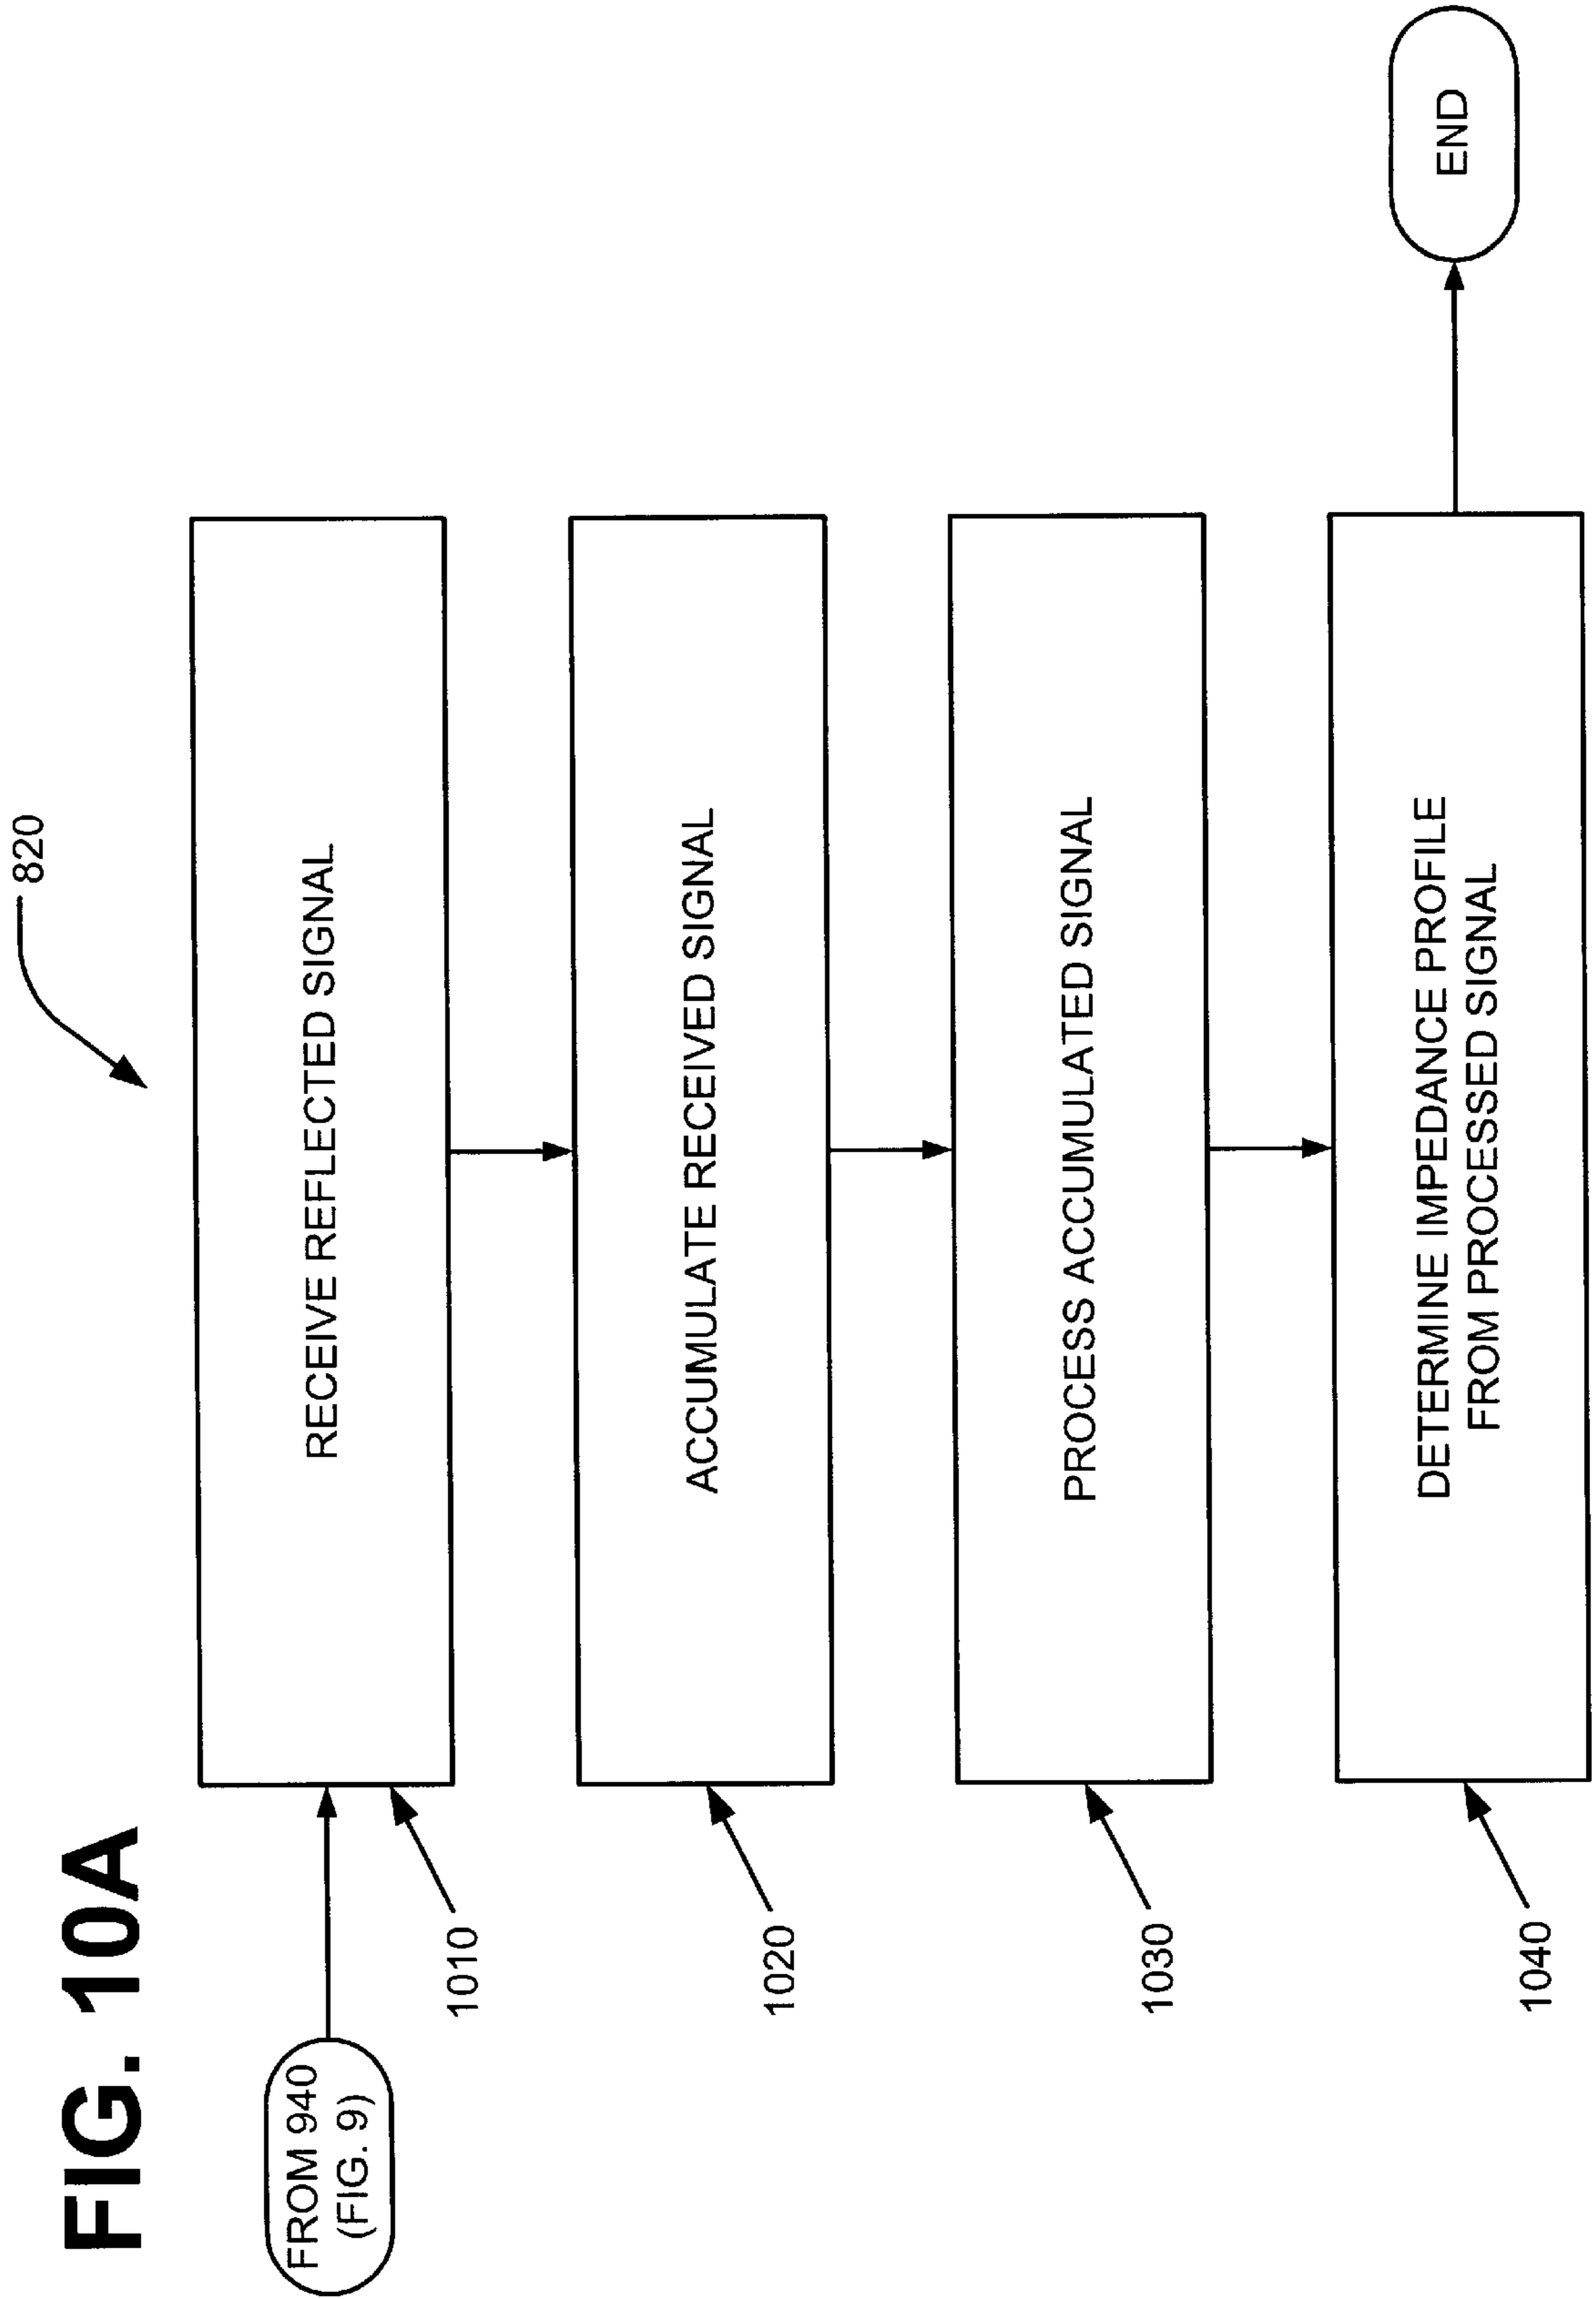 FIG. 10A
820
FROM 940
(FIG. 9)
RECEIVE REFLECTED SIGNAL
1010
ACCUMULATE RECEIVED SIGNAL
1020
PROCESS ACCUMULATED SIGNAL
1030
DETERMINE IMPEDANCE PROFILE
FROM PROCESSED SIGNAL
1040
END